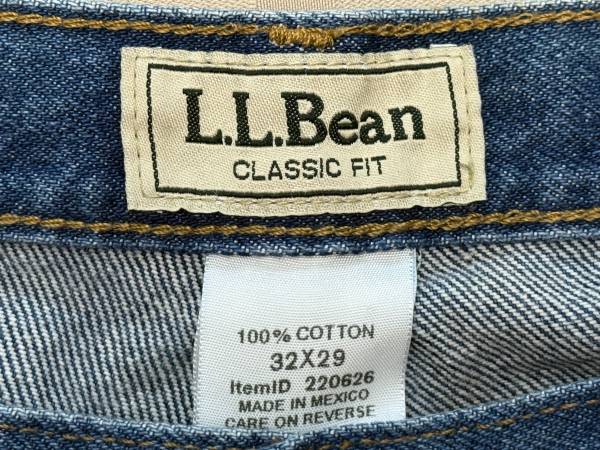 L.L.Bean
CLASSIC FIT
100% COTTON
32X29
ItemID 220626
MADE IN MEXICO
CARE ON REVERSE